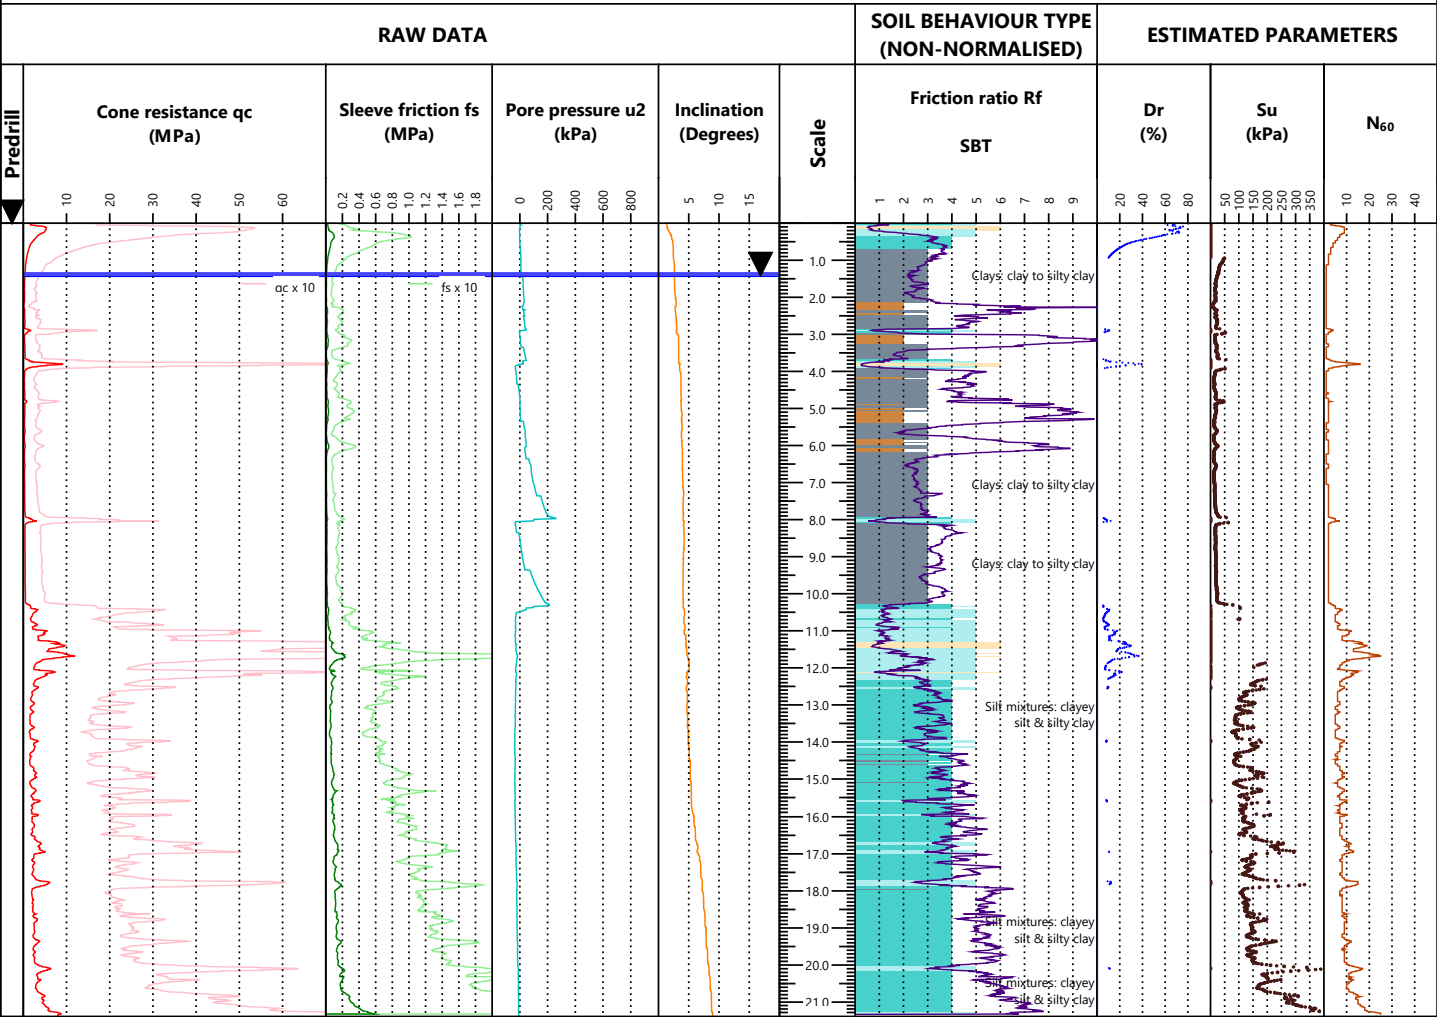 RAW DATA
SOIL BEHAVIOUR TYPE
(NON-NORMALISED)
ESTIMATED PARAMETERS
Predrill
Cone resistance qc
(MPa)
Sleeve friction fs
(MPa)
Pore pressure u2
(kPa)
Inclination
(Degrees)
Scale
Friction ratio Rf
SBT
Dr
(%)
Su
(kPa)
N₆₀
10 20 30 40 50 60
0.2 0.4 0.6 0.8 1.0 1.2 1.4 1.6 1.8
0 200 400 600 800
5 10 15
1 2 3 4 5 6 7 8 9
20 40 60 80
50 100 150 200 250 300 350
10 20 30 40
qc x 10
fs x 10
1.0
2.0
3.0
4.0
5.0
6.0
7.0
8.0
9.0
10.0
11.0
12.0
13.0
14.0
15.0
16.0
17.0
18.0
19.0
20.0
21.0
Clays: clay to silty clay
Clays: clay to silty clay
Clays: clay to silty clay
Silt mixtures: clayey
silt & silty clay
Silt mixtures: clayey
silt & silty clay
Silt mixtures: clayey
silt & silty clay